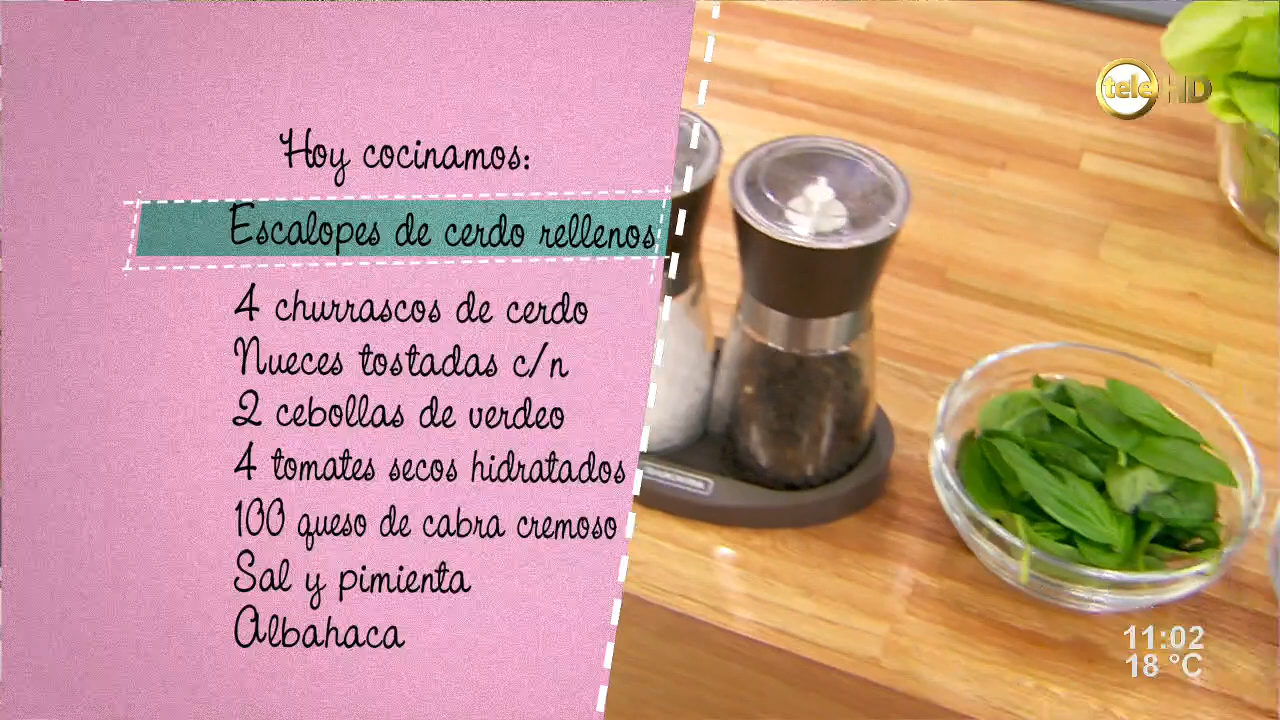 Hoy cocinamos:
Escalopes de cerdo rellenos
4 churrascos de cerdo
Nueces tostadas c/n
2 cebollas de verdeo
4 tomates secos hidratados
100 queso de cabra cremoso
Sal y pimienta
Albahaca
tele HD
11:02
18 °C